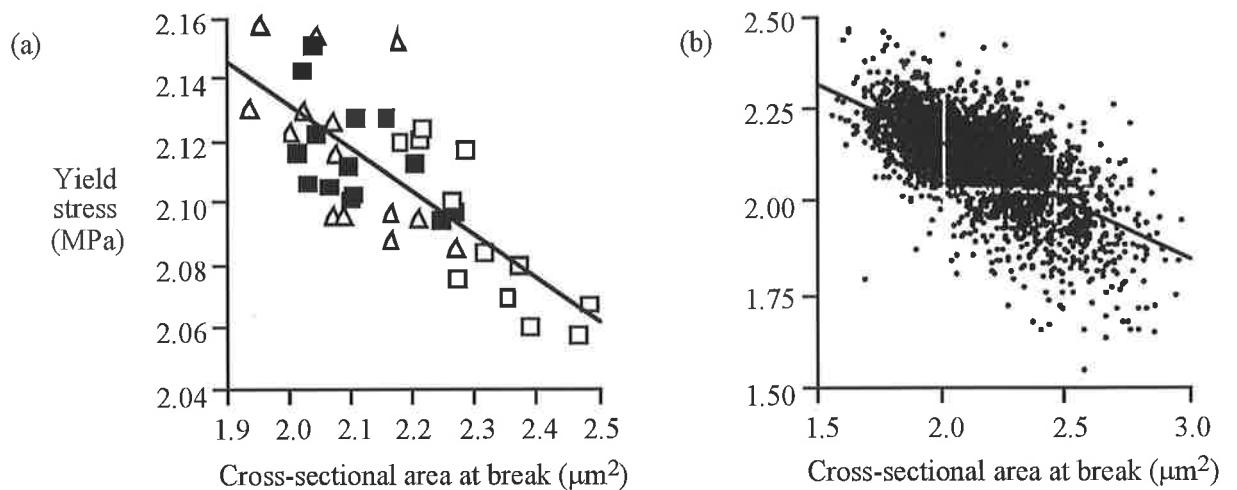 (a)
Yield
stress
(MPa)
2.16
2.14
2.12
2.10
2.08
2.06
2.04
1.9 2.0 2.1 2.2 2.3 2.4 2.5
Cross-sectional area at break (μm²)
(b)
2.50
2.25
2.00
1.75
1.50
1.5 2.0 2.5 3.0
Cross-sectional area at break (μm²)